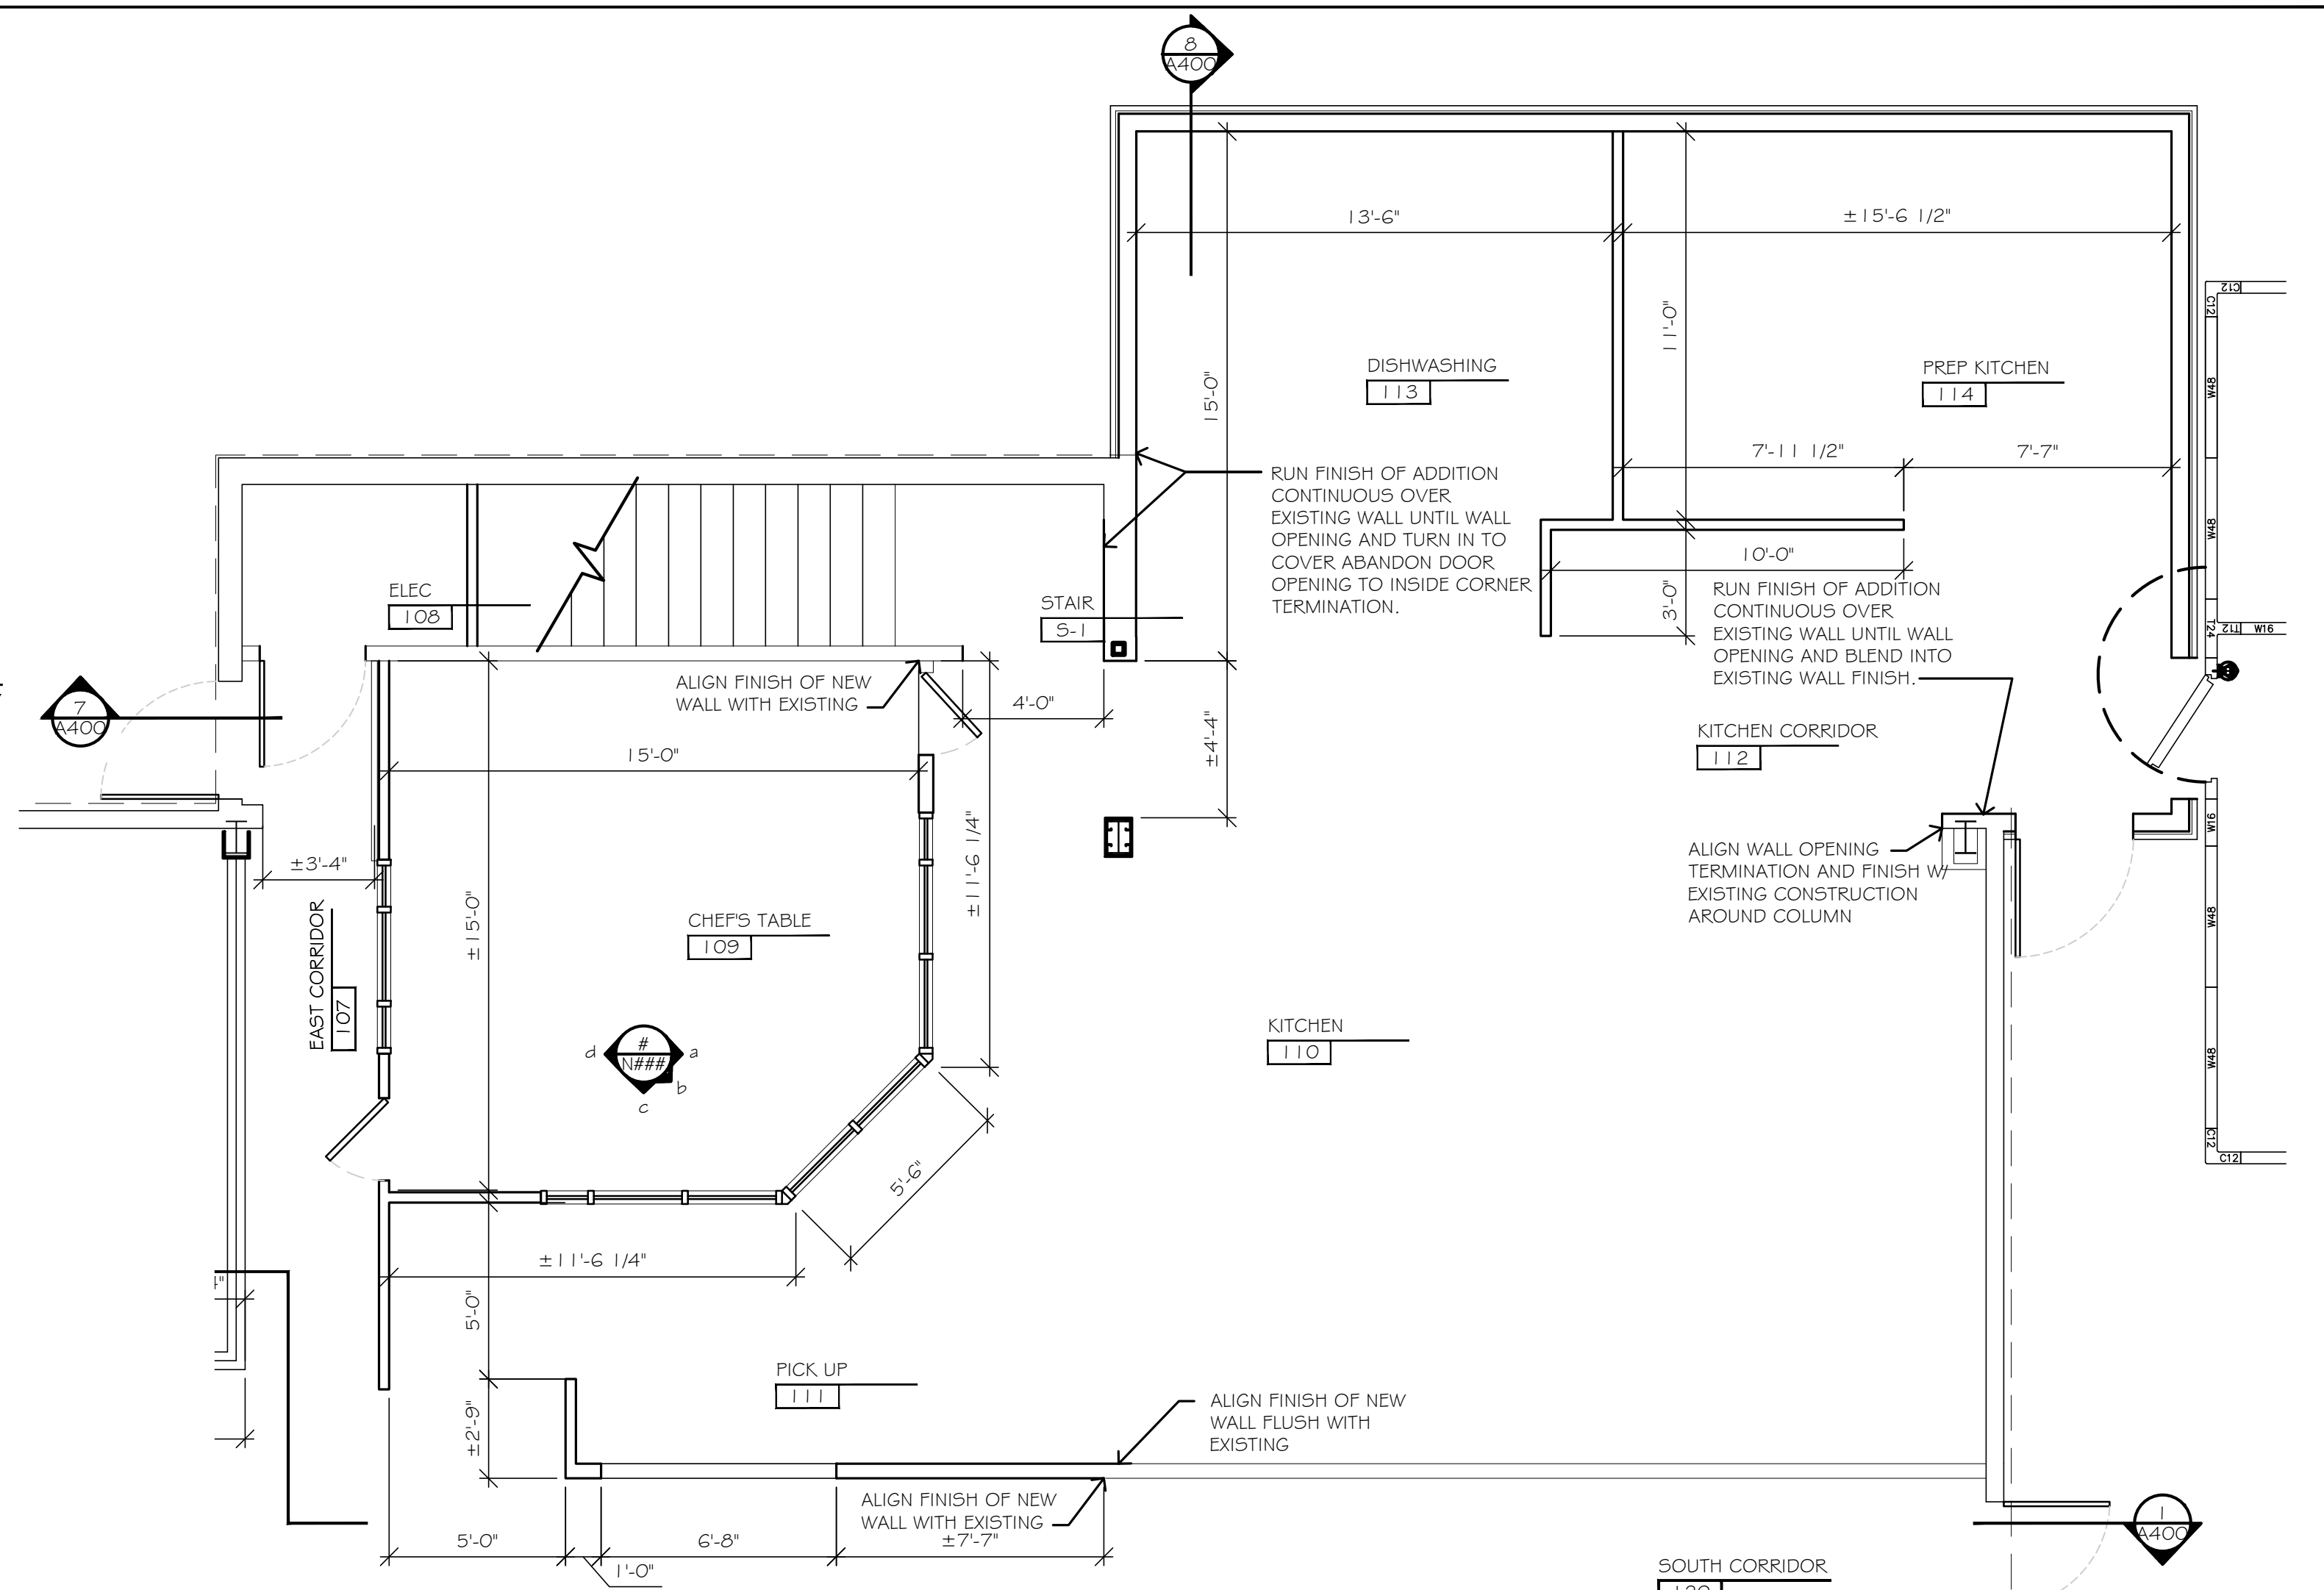 8
A400
13'-6"
±15'-6 1/2"
C12
C12
11'-0"
DISHWASHING
113
PREP KITCHEN
114
W48
15'-0"
7'-11 1/2"
7'-7"
RUN FINISH OF ADDITION
CONTINUOUS OVER
EXISTING WALL UNTIL WALL
OPENING AND TURN IN TO
COVER ABANDON DOOR
OPENING TO INSIDE CORNER
TERMINATION.
W48
10'-0"
3'-0"
RUN FINISH OF ADDITION
CONTINUOUS OVER
EXISTING WALL UNTIL WALL
OPENING AND BLEND INTO
EXISTING WALL FINISH.
ELEC
108
STAIR
S-1
T24
T12
W16
ALIGN FINISH OF NEW
WALL WITH EXISTING
7
A400
4'-0"
±4'-4"
KITCHEN CORRIDOR
112
15'-0"
±11'-6 1/4"
W16
ALIGN WALL OPENING
TERMINATION AND FINISH W/
EXISTING CONSTRUCTION
AROUND COLUMN
±3'-4"
±15'-0"
CHEF'S TABLE
109
W48
EAST CORRIDOR
107
#
N###
d
a
b
c
KITCHEN
110
W48
C12
C12
5'-6"
±11'-6 1/4"
5'-0"
PICK UP
111
±2'-9"
ALIGN FINISH OF NEW
WALL FLUSH WITH
EXISTING
ALIGN FINISH OF NEW
WALL WITH EXISTING
5'-0"
1'-0"
6'-8"
±7'-7"
1
A400
SOUTH CORRIDOR